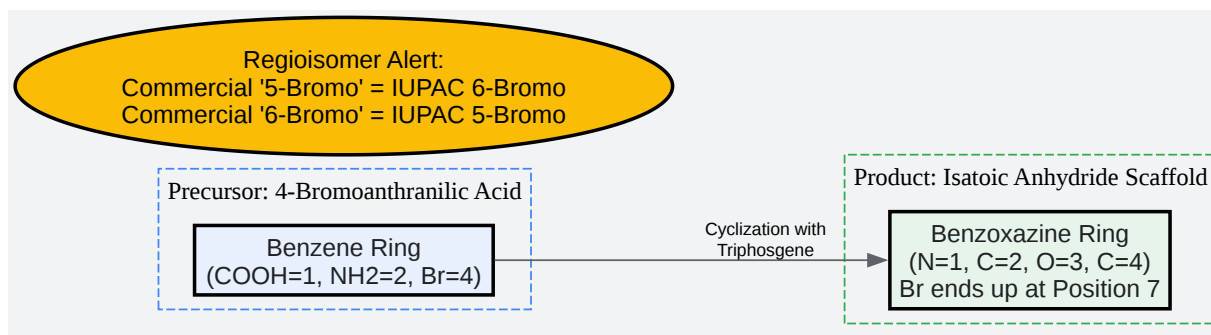 Regioisomer Alert:
Commercial '5-Bromo' = IUPAC 6-Bromo
Commercial '6-Bromo' = IUPAC 5-Bromo
Precursor: 4-Bromoanthranilic Acid
Benzene Ring
(COOH=1, NH2=2, Br=4)
Cyclization with
Triphosgene
Product: Isatoic Anhydride Scaffold
Benzoxazine Ring
(N=1, C=2, O=3, C=4)
Br ends up at Position 7